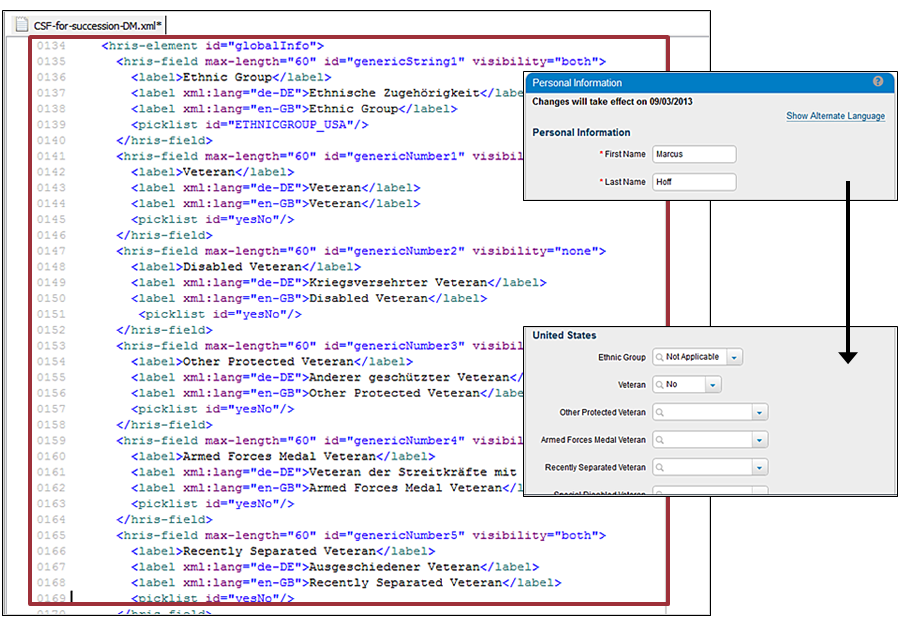 CSF-for-succession-DM.xml*
0134 <hris-element id="globalInfo">
0135 <hris-field max-length="60" id="genericString1" visibility="both">
0136 <label>Ethnic Group</label>
0137 <label xml:lang="de-DE">Ethnische Zugehörigkeit</labe
0138 <label xml:lang="en-GB">Ethnic Group</label>
0139 <picklist id="ETHNICGROUP_USA"/>
0140 </hris-field>
0141 <hris-field max-length="60" id="genericNumber1" visibil
0142 <label>Veteran</label>
0143 <label xml:lang="de-DE">Veteran</label>
0144 <label xml:lang="en-GB">Veteran</label>
0145 <picklist id="yesNo"/>
0146 </hris-field>
0147 <hris-field max-length="60" id="genericNumber2" visibility="none">
0148 <label>Disabled Veteran</label>
0149 <label xml:lang="de-DE">Kriegsversehrter Veteran</label>
0150 <label xml:lang="en-GB">Disabled Veteran</label>
0151 <picklist id="yesNo"/>
0152 </hris-field>
0153 <hris-field max-length="60" id="genericNumber3" visibil
0154 <label>Other Protected Veteran</label>
0155 <label xml:lang="de-DE">Anderer geschützter Veteran</
0156 <label xml:lang="en-GB">Other Protected Veteran</labe
0157 <picklist id="yesNo"/>
0158 </hris-field>
0159 <hris-field max-length="60" id="genericNumber4" visibil
0160 <label>Armed Forces Medal Veteran</label>
0161 <label xml:lang="de-DE">Veteran der Streitkräfte mit
0162 <label xml:lang="en-GB">Armed Forces Medal Veteran</l
0163 <picklist id="yesNo"/>
0164 </hris-field>
0165 <hris-field max-length="60" id="genericNumber5" visibility="both">
0166 <label>Recently Separated Veteran</label>
0167 <label xml:lang="de-DE">Ausgeschiedener Veteran</label>
0168 <label xml:lang="en-GB">Recently Separated Veteran</label>
0169 <picklist id="yesNo"/>
0170 </hris-field>
Personal Information ?
Changes will take effect on 09/03/2013
Show Alternate Language
Personal Information
* First Name Marcus
* Last Name Hoff
United States
Ethnic Group Not Applicable
Veteran No
Other Protected Veteran
Armed Forces Medal Veteran
Recently Separated Veteran
Special Disabled Veteran